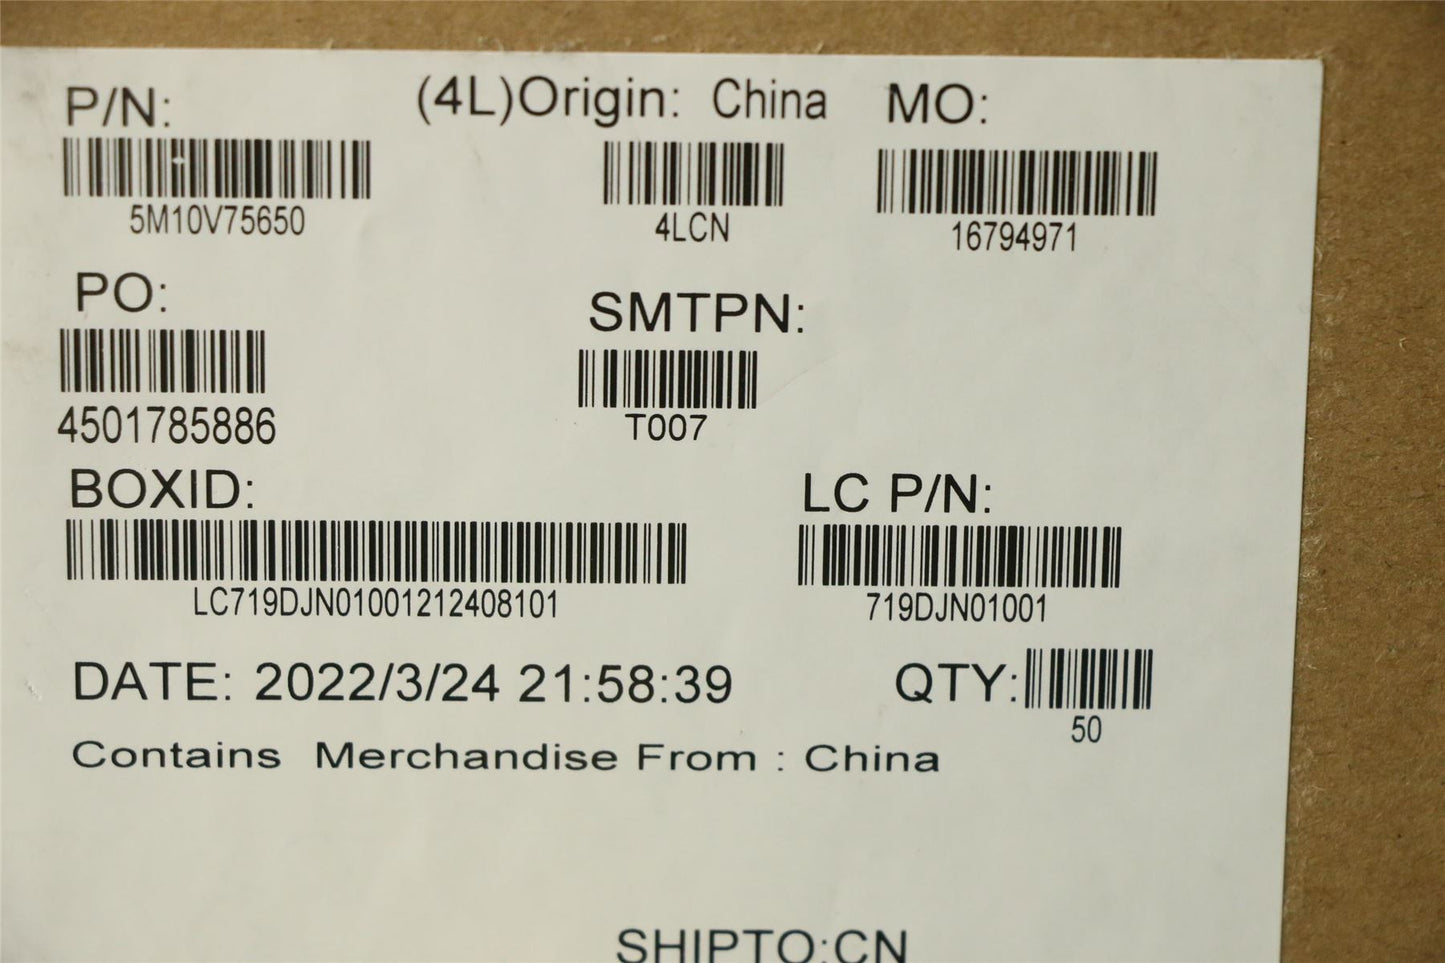 P/N: (4L)Origin: China MO:
5M10V75650 4LCN 16794971
PO: SMTPN:
4501785886 T007
BOXID: LC P/N:
LC719DJN01001212408101 719DJN01001
DATE: 2022/3/24 21:58:39 QTY:
50
Contains Merchandise From : China
SHIPTO:CN